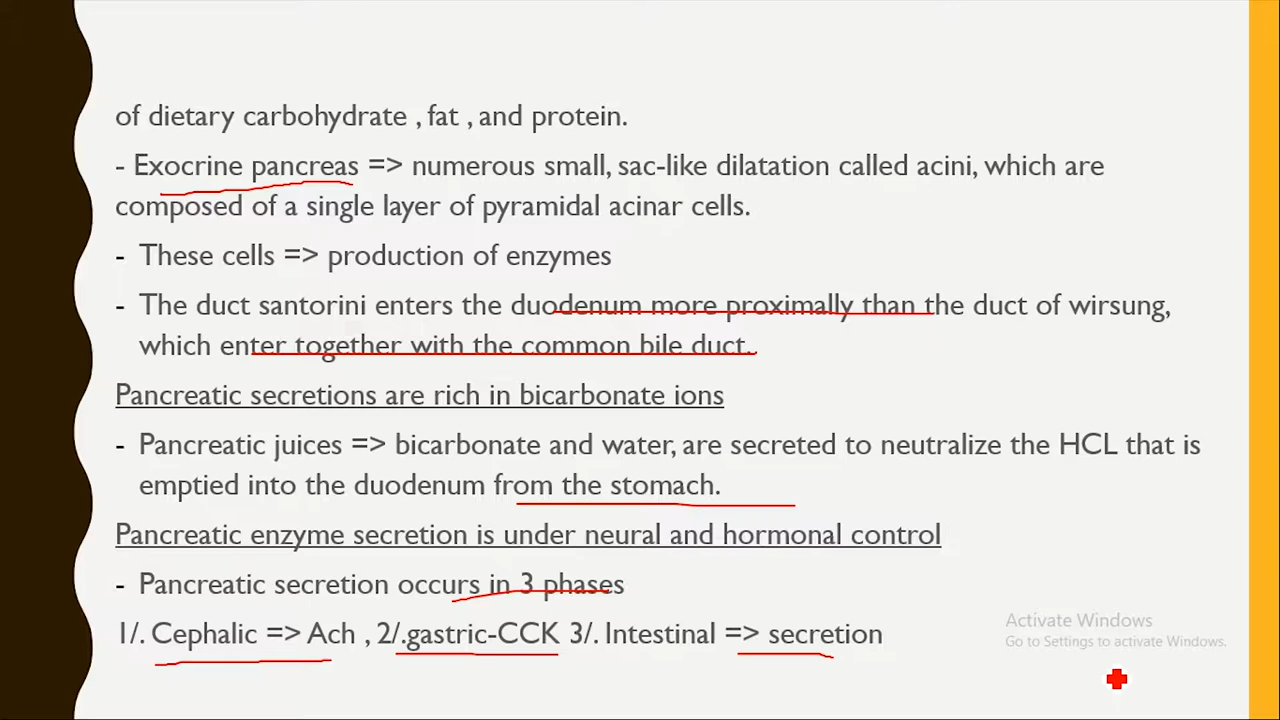 of dietary carbohydrate , fat , and protein.
- Exocrine pancreas => numerous small, sac-like dilatation called acini, which are
composed of a single layer of pyramidal acinar cells.
- These cells => production of enzymes
- The duct santorini enters the duodenum more proximally than the duct of wirsung,
which enter together with the common bile duct.
Pancreatic secretions are rich in bicarbonate ions
- Pancreatic juices => bicarbonate and water, are secreted to neutralize the HCL that is
emptied into the duodenum from the stomach.
Pancreatic enzyme secretion is under neural and hormonal control
- Pancreatic secretion occurs in 3 phases
1/. Cephalic => Ach , 2/.gastric-CCK 3/. Intestinal => secretion
Activate Windows
Go to Settings to activate Windows.